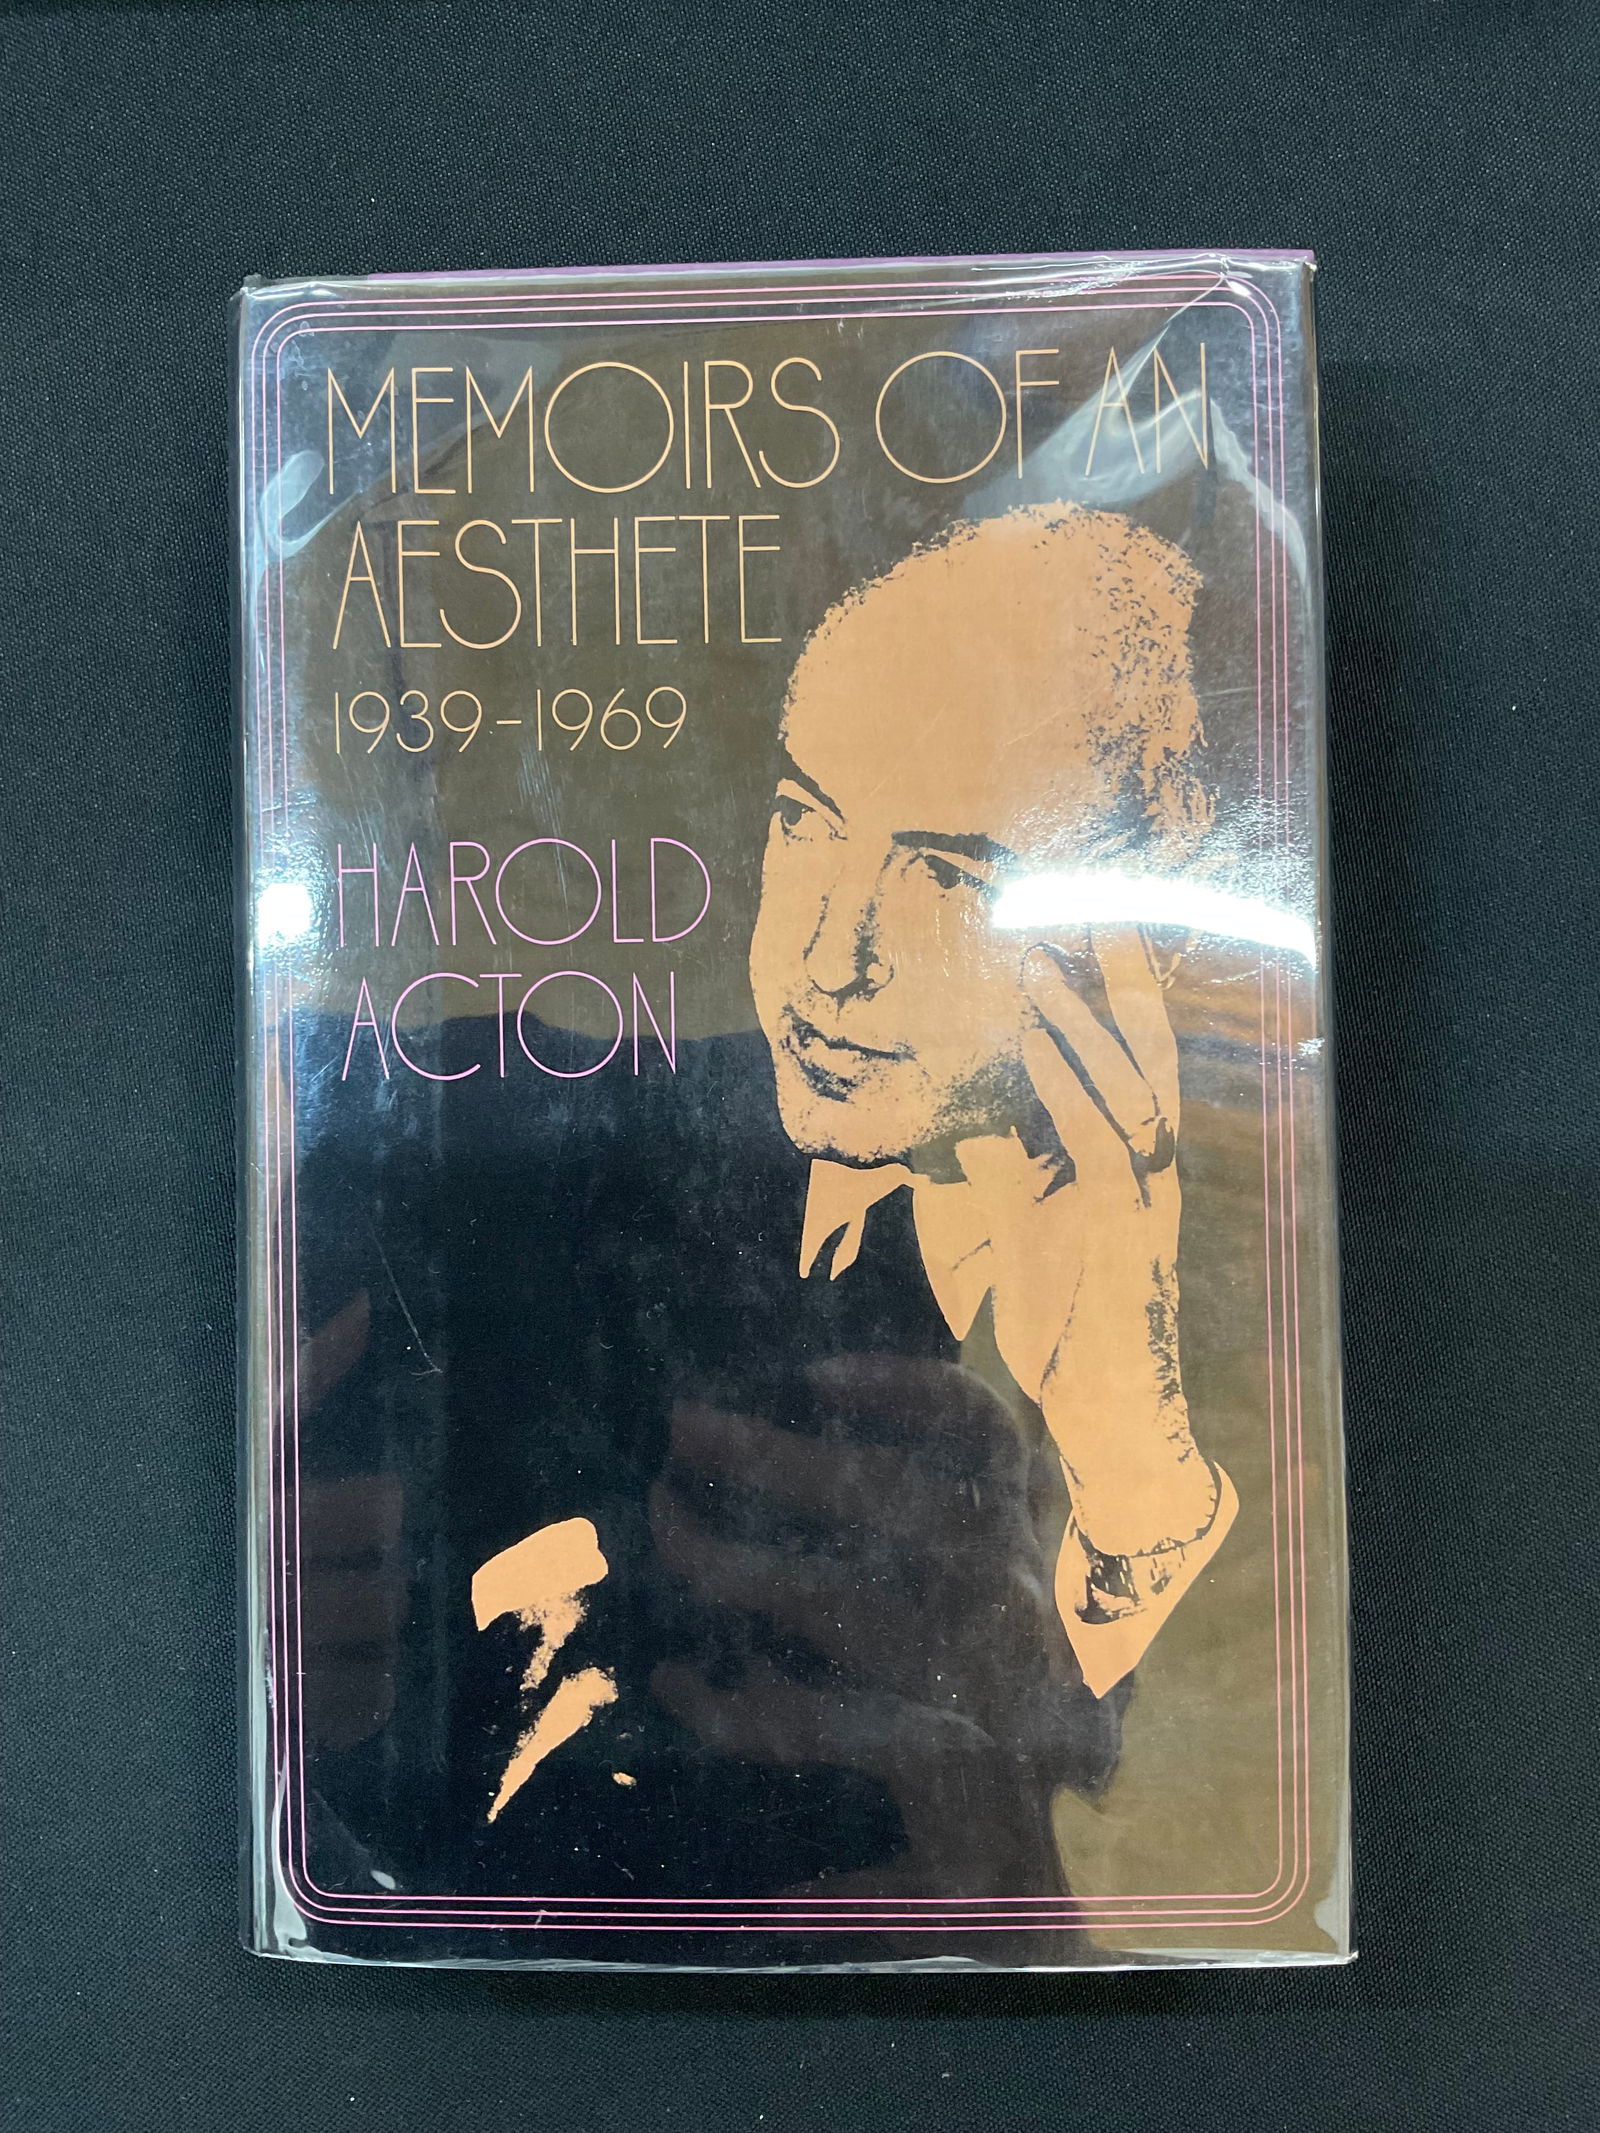 MEMOIRS OF AN
AESTHETE
1939-1969
HAROLD
ACTON